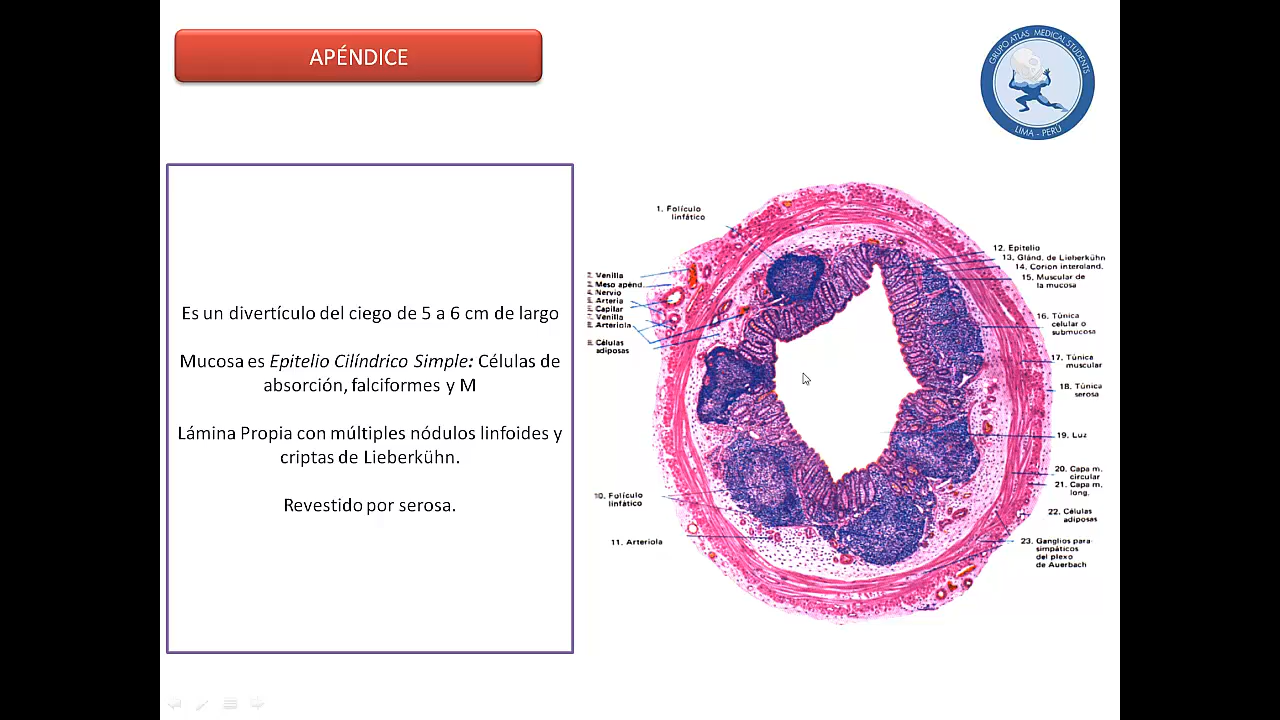 APÉNDICE
GRUPO ATLAS MEDICAL STUDENTS
LIMA - PERÚ
Es un divertículo del ciego de 5 a 6 cm de largo
Mucosa es Epitelio Cilíndrico Simple: Células de
absorción, falciformes y M
Lámina Propia con múltiples nódulos linfoides y
criptas de Lieberkühn.
Revestido por serosa.
1. Folículo
linfático
2. Venilla
3. Meso apénd.
4. Nervio
5. Arteria
6. Capilar
7. Venilla
8. Arteriola
9. Células
adiposas
10. Folículo
linfático
11. Arteriola
12. Epitelio
13. Glánd. de Lieberkühn
14. Corion intergland.
15. Muscular de
la mucosa
16. Túnica
celular o
submucosa
17. Túnica
muscular
18. Túnica
serosa
19. Luz
20. Capa m.
circular
21. Capa m.
long.
22. Células
adiposas
23. Ganglios para-
simpáticos
del plexo
de Auerbach